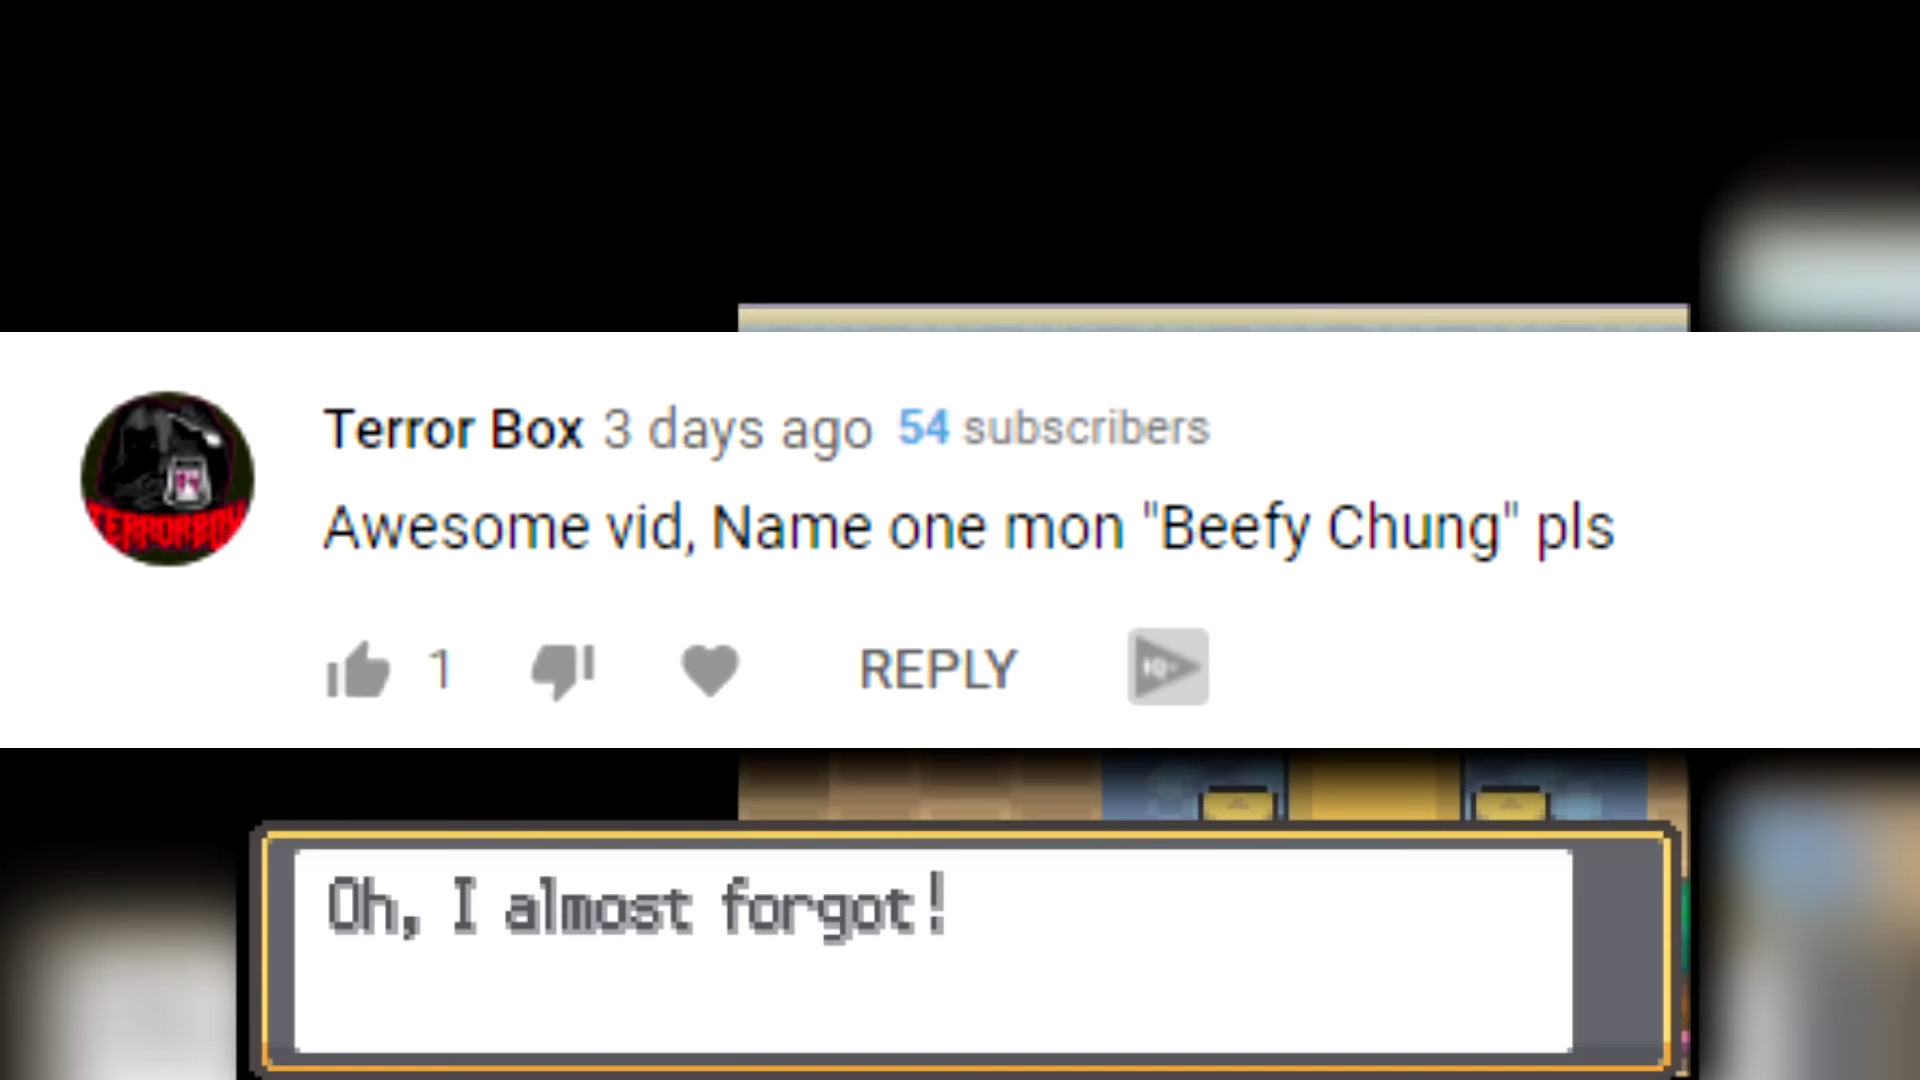 Terror Box 3 days ago 54 subscribers
Awesome vid, Name one mon "Beefy Chung" pls
1 REPLY
TERRORBOX
Oh, I almost forgot!